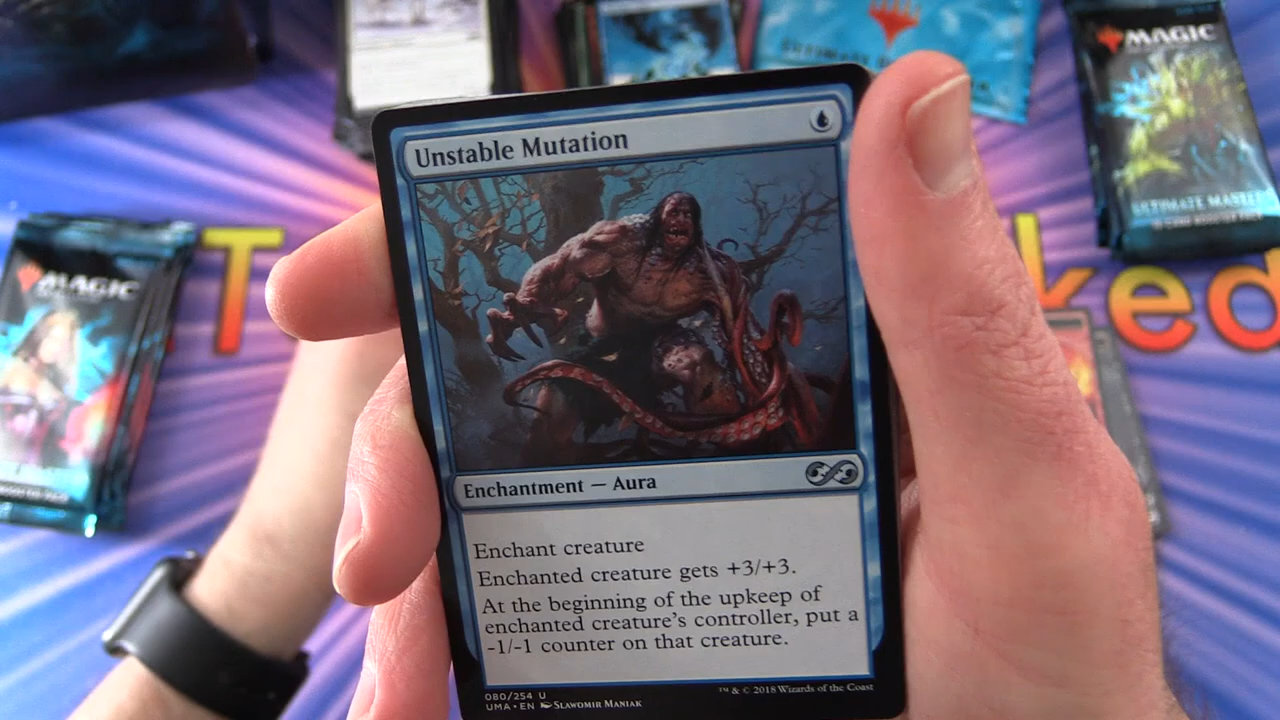 MAGIC
ULTIMATE MASTERS
MAGIC
T
ked
Unstable Mutation
Enchantment — Aura
Enchant creature
Enchanted creature gets +3/+3.
At the beginning of the upkeep of
enchanted creature's controller, put a
-1/-1 counter on that creature.
080/254 U
UMA • EN SLAWOMIR MANIAK
™ & © 2018 Wizards of the Coast